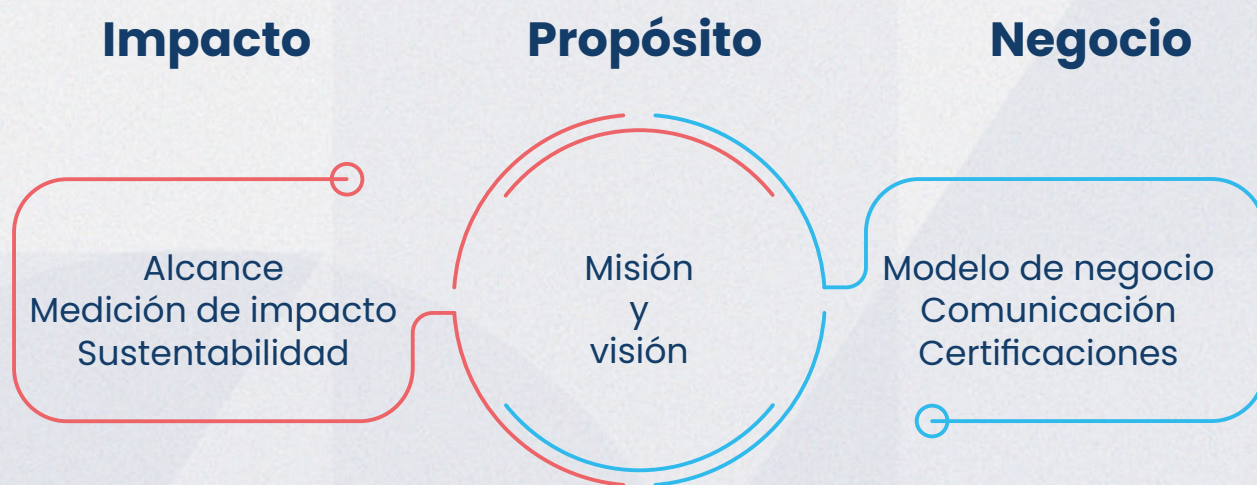 Impacto
Alcance
Medición de impacto
Sustentabilidad
Propósito
Misión
y
visión
Negocio
Modelo de negocio
Comunicación
Certificaciones